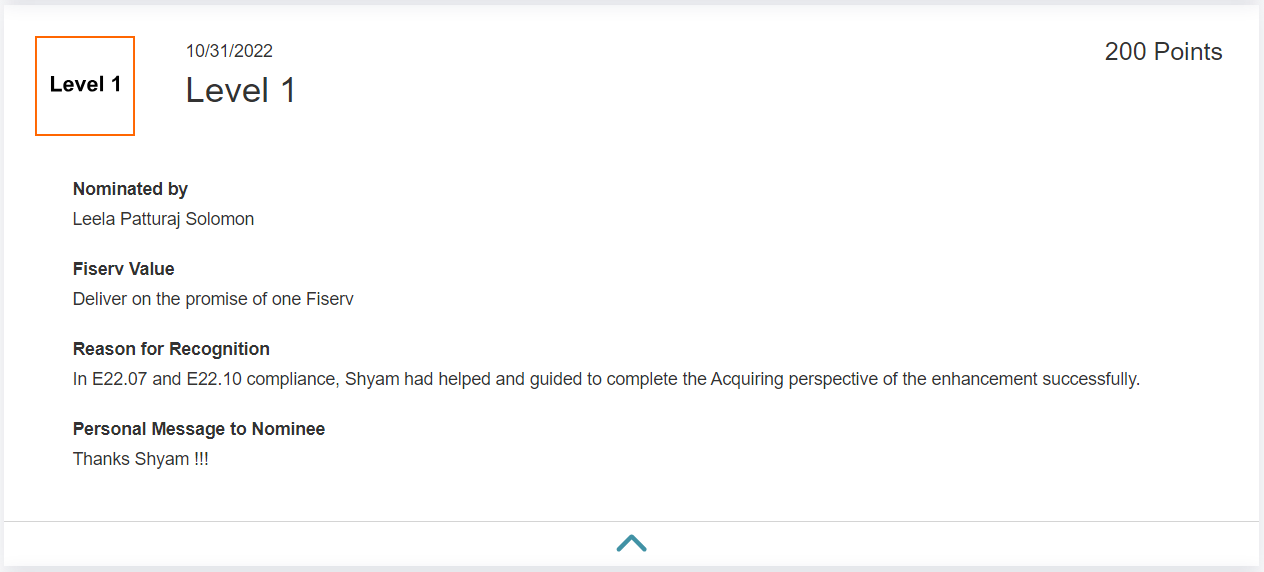 Level 1
10/31/2022
Level 1
200 Points
Nominated by
Leela Patturaj Solomon
Fiserv Value
Deliver on the promise of one Fiserv
Reason for Recognition
In E22.07 and E22.10 compliance, Shyam had helped and guided to complete the Acquiring perspective of the enhancement successfully.
Personal Message to Nominee
Thanks Shyam !!!